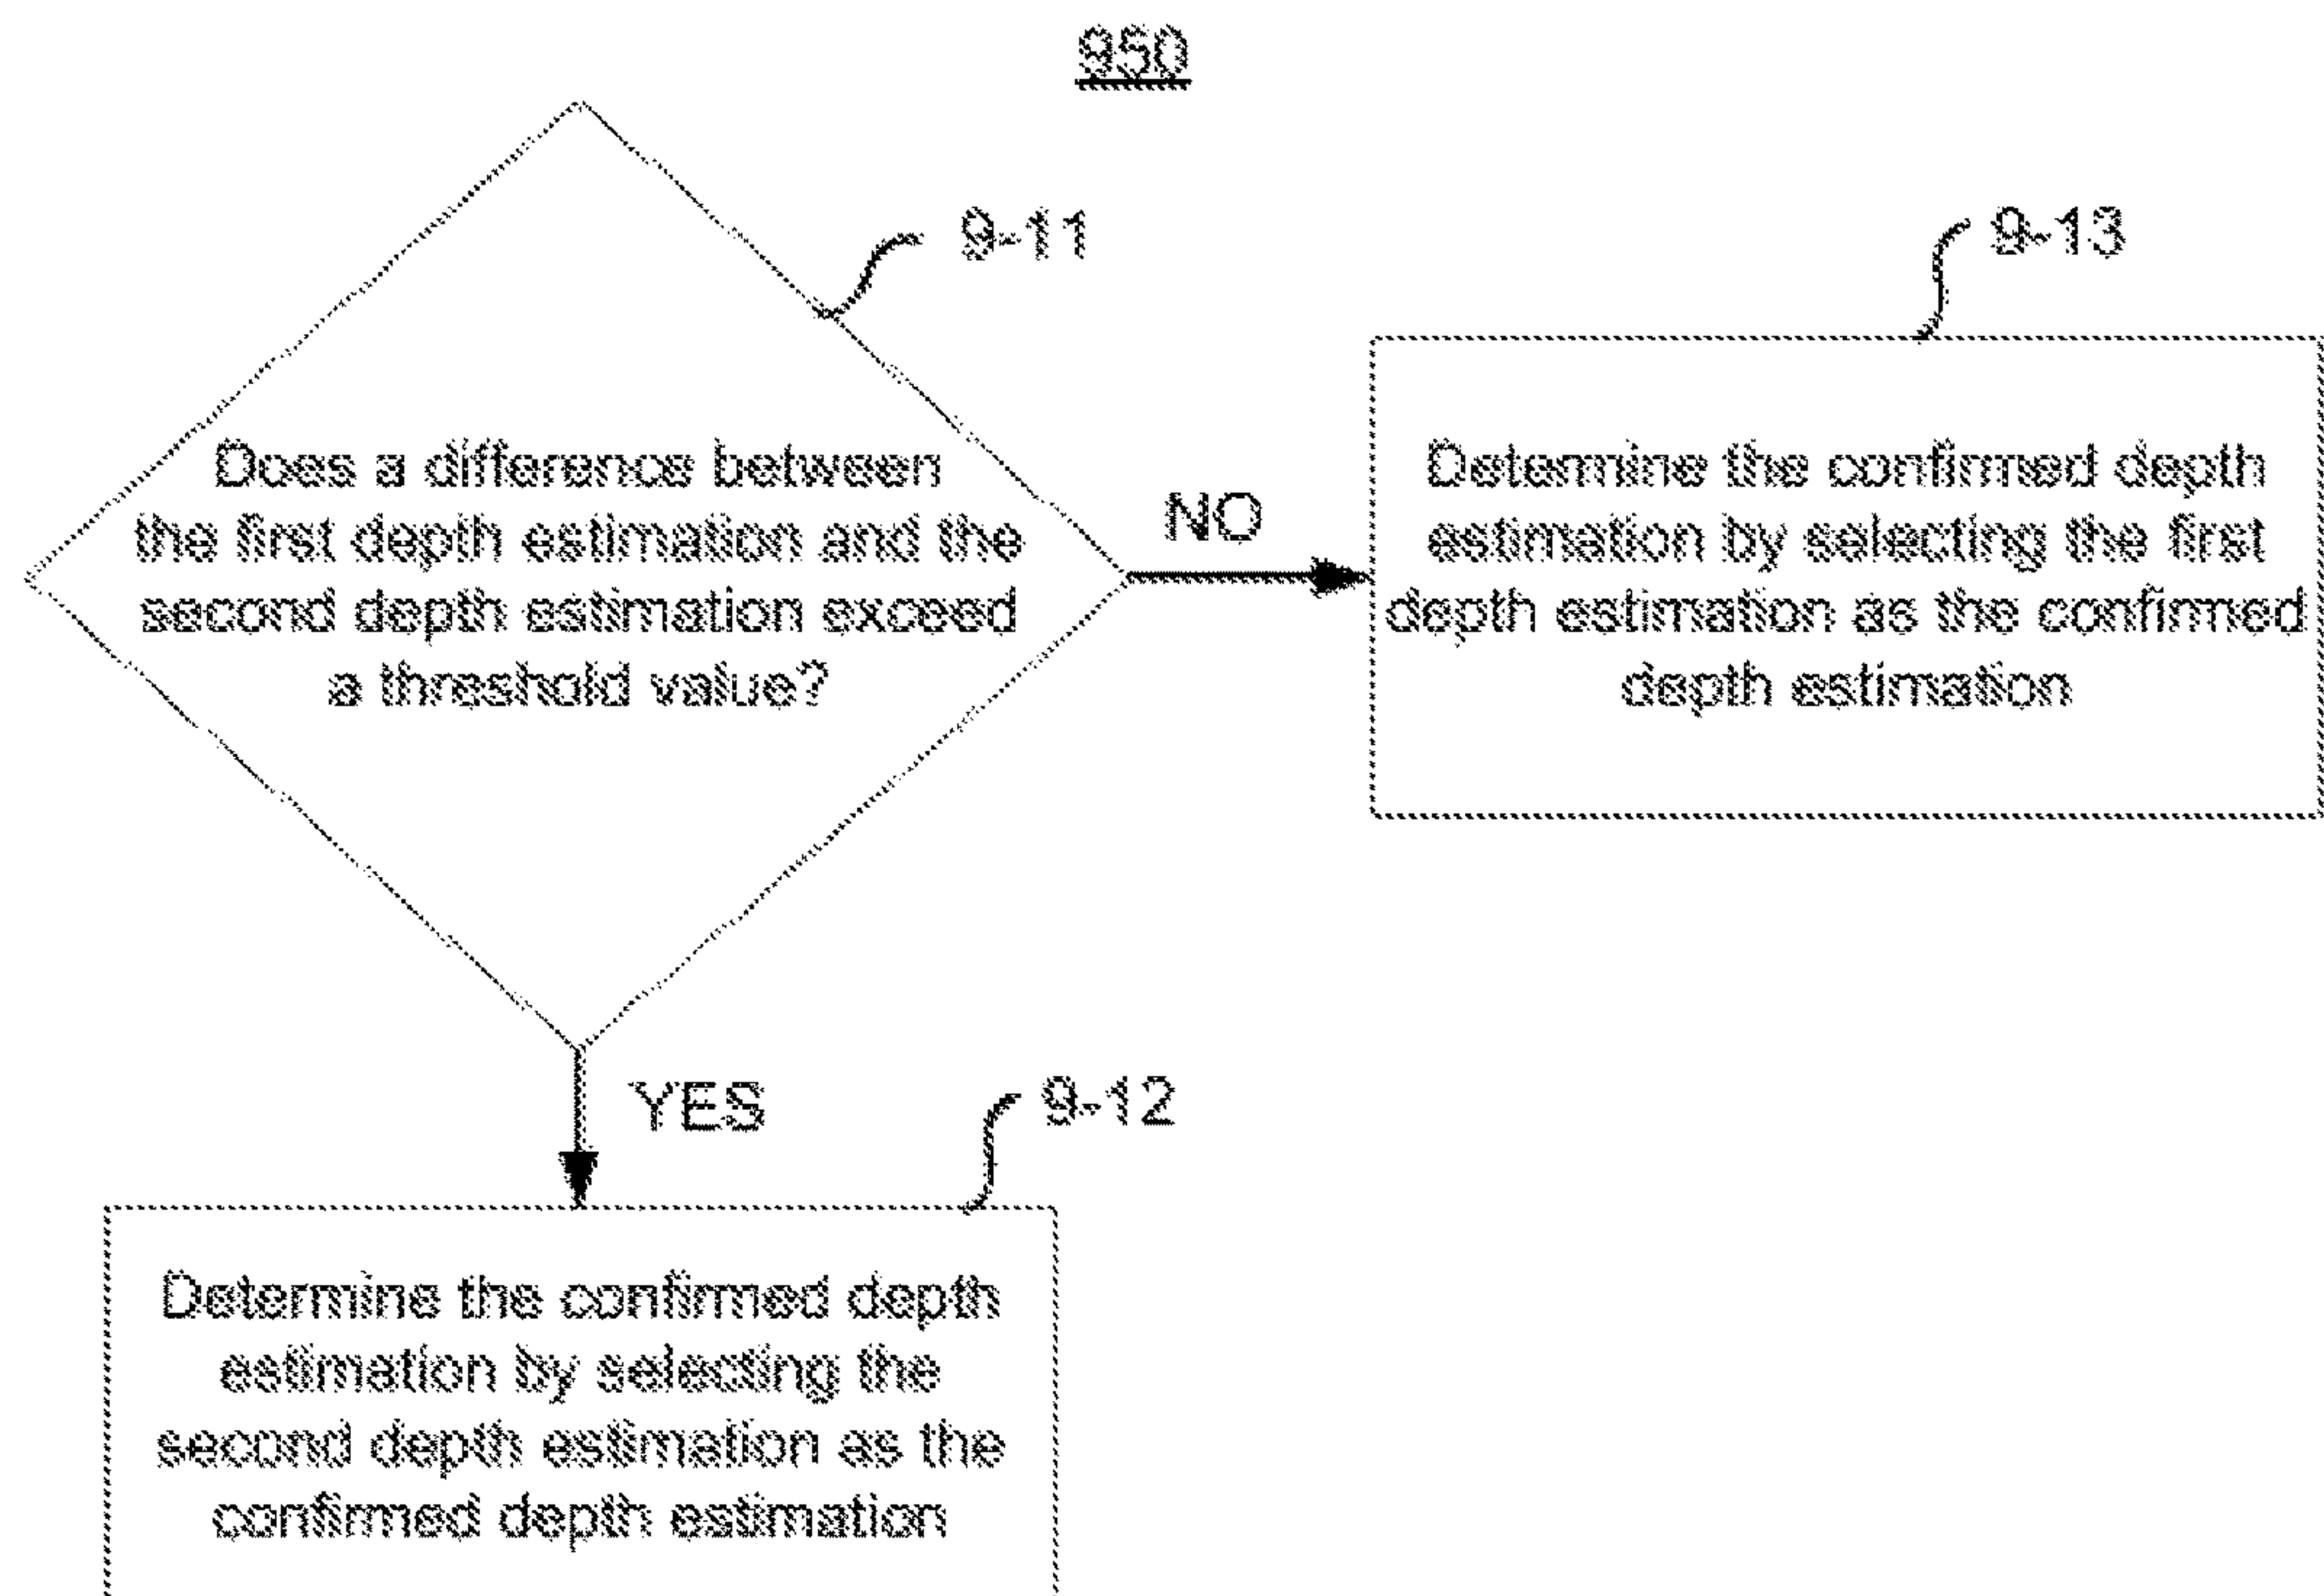 950
9-11
Does a difference between
the first depth estimation and the
second depth estimation exceed
a threshold value?
NO
9-13
Determine the confirmed depth
estimation by selecting the first
depth estimation as the confirmed
depth estimation
YES
9-12
Determine the confirmed depth
estimation by selecting the
second depth estimation as the
confirmed depth estimation